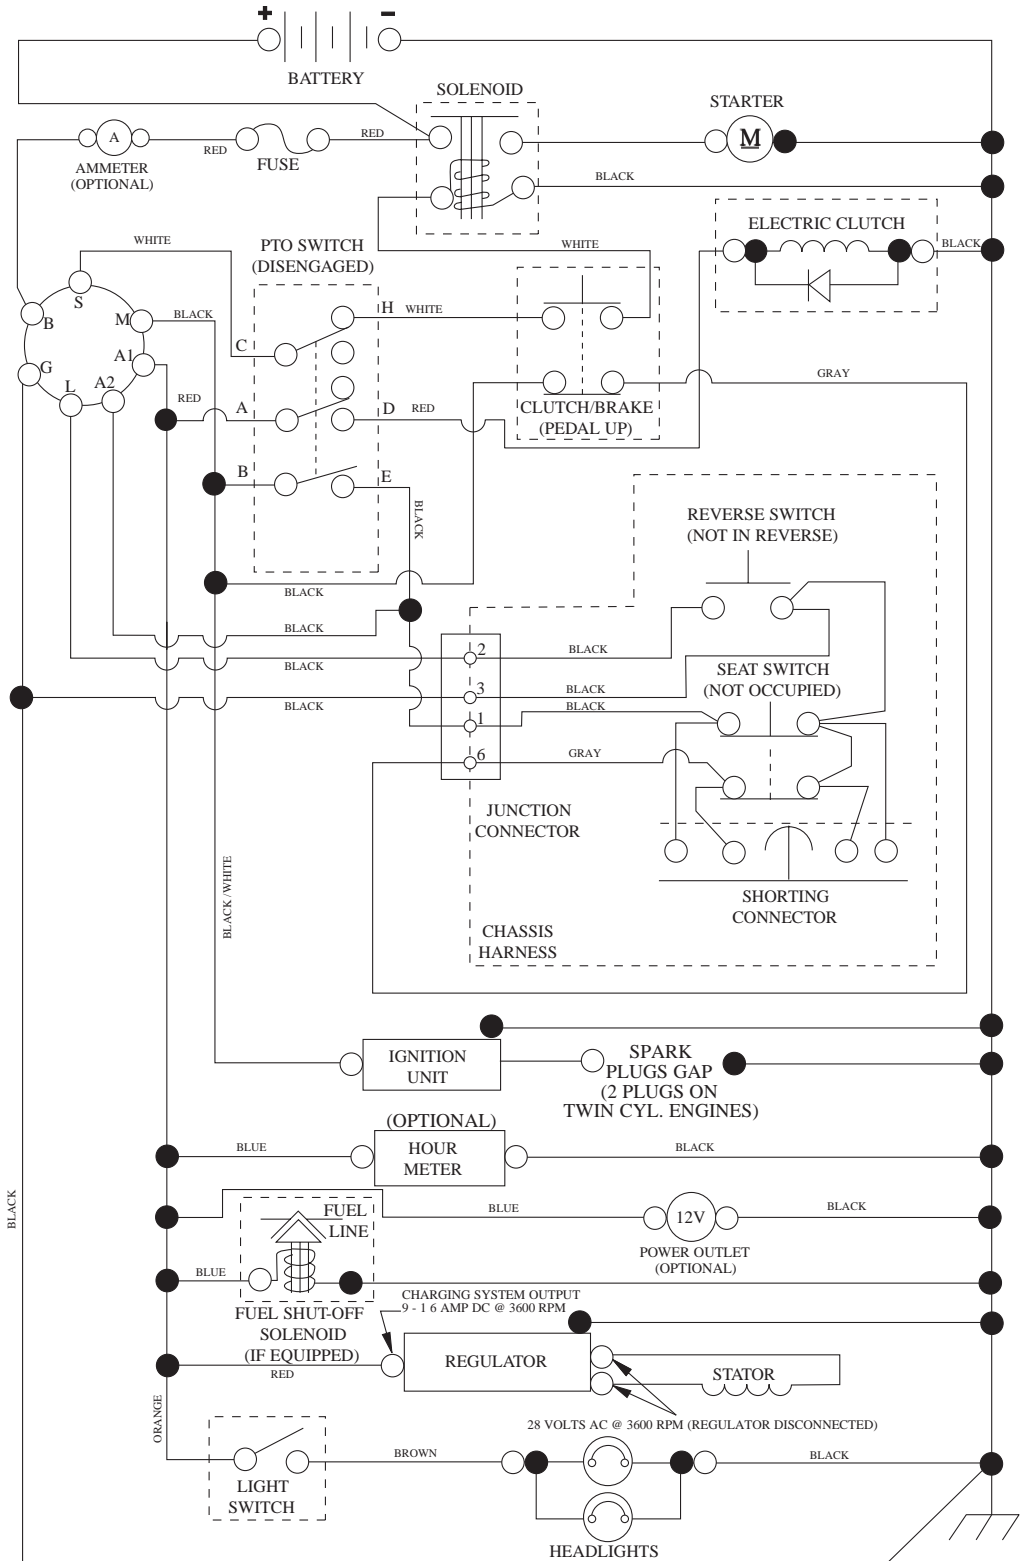 +
−
BATTERY
SOLENOID
STARTER
A
RED
RED
M
AMMETER
(OPTIONAL)
FUSE
BLACK
WHITE
PTO SWITCH
(DISENGAGED)
WHITE
ELECTRIC CLUTCH
BLACK
S
B
M
BLACK
H
WHITE
C
A1
G
GRAY
L
A2
RED
A
D
RED
CLUTCH/BRAKE
(PEDAL UP)
B
E
BLACK
REVERSE SWITCH
(NOT IN REVERSE)
BLACK
BLACK
2
BLACK
BLACK
SEAT SWITCH
(NOT OCCUPIED)
3
BLACK
BLACK
BLACK
1
6
GRAY
JUNCTION
CONNECTOR
BLACK /WHITE
SHORTING
CONNECTOR
CHASSIS
HARNESS
IGNITION
UNIT
SPARK
PLUGS GAP
(2 PLUGS ON
TWIN CYL. ENGINES)
(OPTIONAL)
HOUR
METER
BLUE
BLACK
BLACK
FUEL
LINE
BLUE
12V
BLACK
POWER OUTLET
(OPTIONAL)
BLUE
CHARGING SYSTEM OUTPUT
9 - 1 6 AMP DC @ 3600 RPM
FUEL SHUT-OFF
SOLENOID
(IF EQUIPPED)
RED
REGULATOR
STATOR
ORANGE
28 VOLTS AC @ 3600 RPM (REGULATOR DISCONNECTED)
BROWN
BLACK
LIGHT
SWITCH
HEADLIGHTS